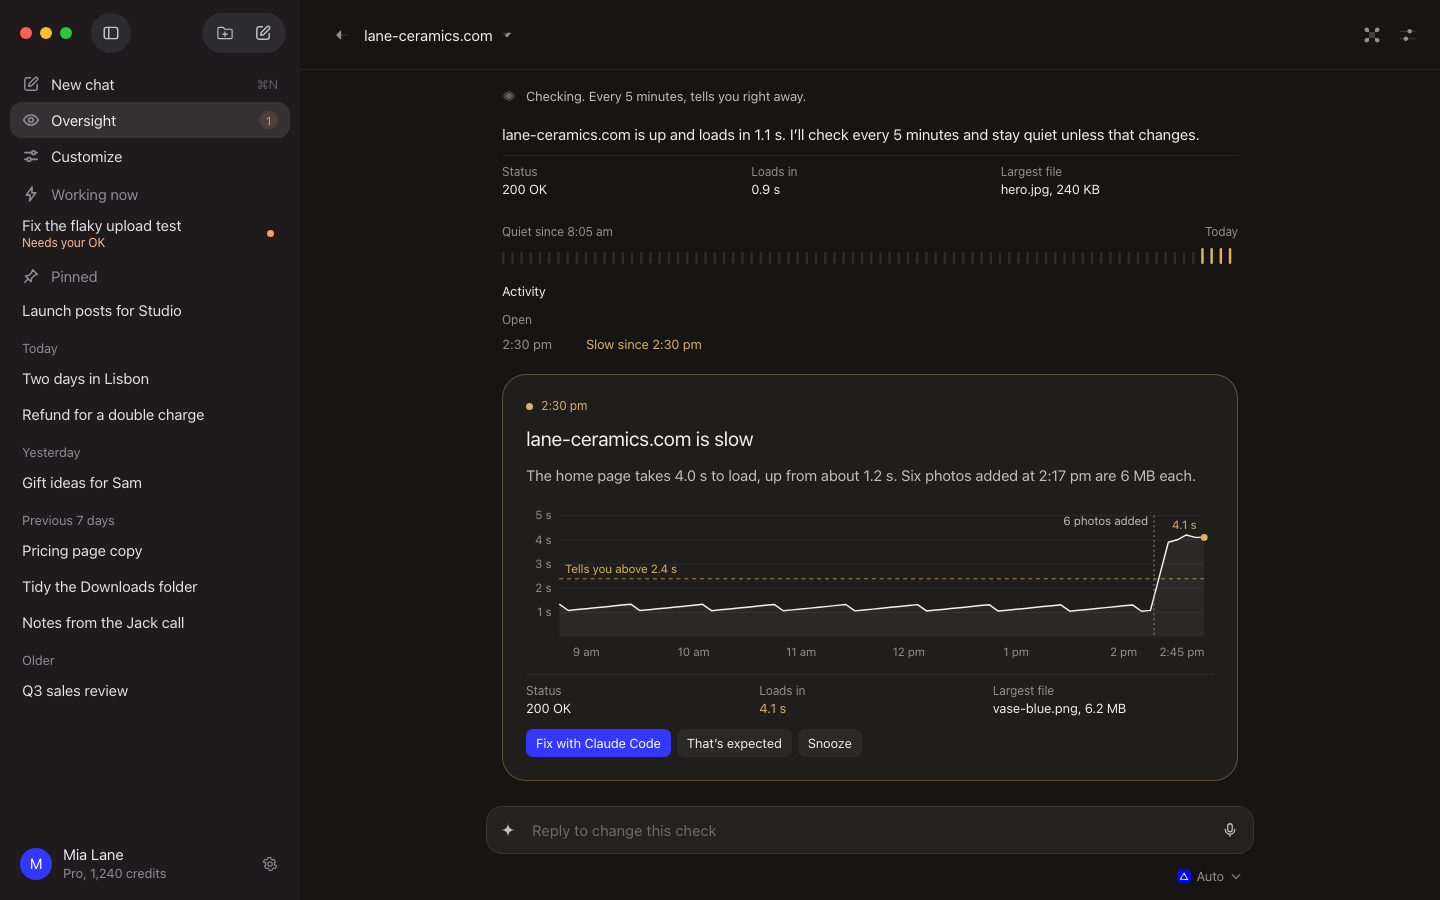 New chat
⌘N
Oversight
1
Customize
Working now
Fix the flaky upload test
Needs your OK
Pinned
Launch posts for Studio
Today
Two days in Lisbon
Refund for a double charge
Yesterday
Gift ideas for Sam
Previous 7 days
Pricing page copy
Tidy the Downloads folder
Notes from the Jack call
Older
Q3 sales review
M
Mia Lane
Pro, 1,240 credits
lane-ceramics.com
Checking. Every 5 minutes, tells you right away.
lane-ceramics.com is up and loads in 1.1 s. I’ll check every 5 minutes and stay quiet unless that changes.
Status
Loads in
Largest file
200 OK
0.9 s
hero.jpg, 240 KB
Quiet since 8:05 am
Today
Activity
Open
2:30 pm
Slow since 2:30 pm
2:30 pm
lane-ceramics.com is slow
The home page takes 4.0 s to load, up from about 1.2 s. Six photos added at 2:17 pm are 6 MB each.
5 s
6 photos added
4.1 s
4 s
3 s
Tells you above 2.4 s
2 s
1 s
9 am
10 am
11 am
12 pm
1 pm
2 pm
2:45 pm
Status
Loads in
Largest file
200 OK
4.1 s
vase-blue.png, 6.2 MB
Fix with Claude Code
That’s expected
Snooze
Reply to change this check
Auto